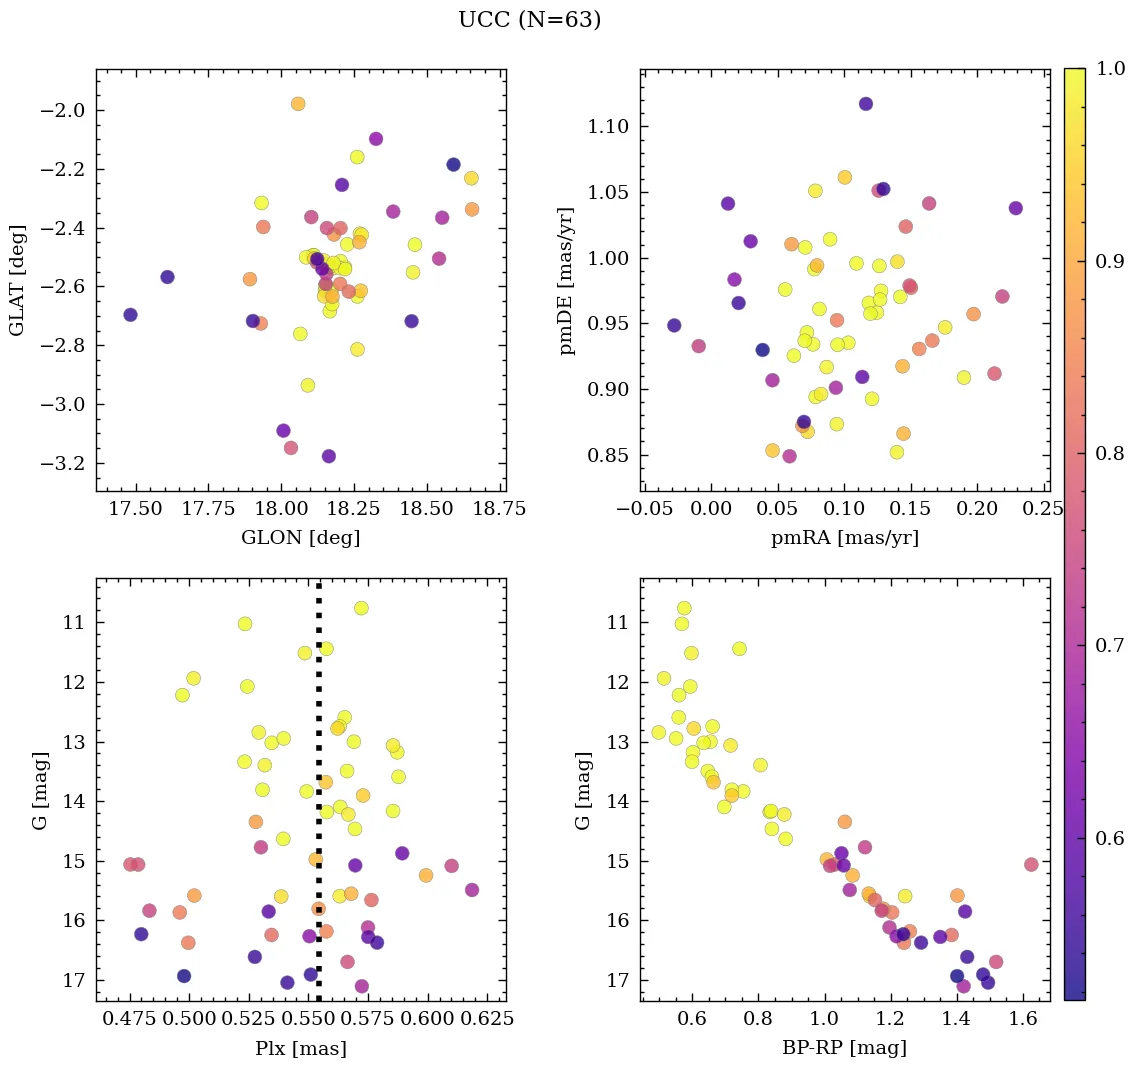 UCC (N=63)
−2.0
−2.2
−2.4
−2.6
−2.8
−3.0
−3.2
GLAT [deg]
17.50 17.75 18.00 18.25 18.50 18.75
GLON [deg]
1.10
1.05
1.00
0.95
0.90
0.85
pmDE [mas/yr]
−0.05 0.00 0.05 0.10 0.15 0.20 0.25
pmRA [mas/yr]
1.0
0.9
0.8
0.7
0.6
11
12
13
14
15
16
17
G [mag]
0.475 0.500 0.525 0.550 0.575 0.600 0.625
Plx [mas]
11
12
13
14
15
16
17
G [mag]
0.6 0.8 1.0 1.2 1.4 1.6
BP-RP [mag]